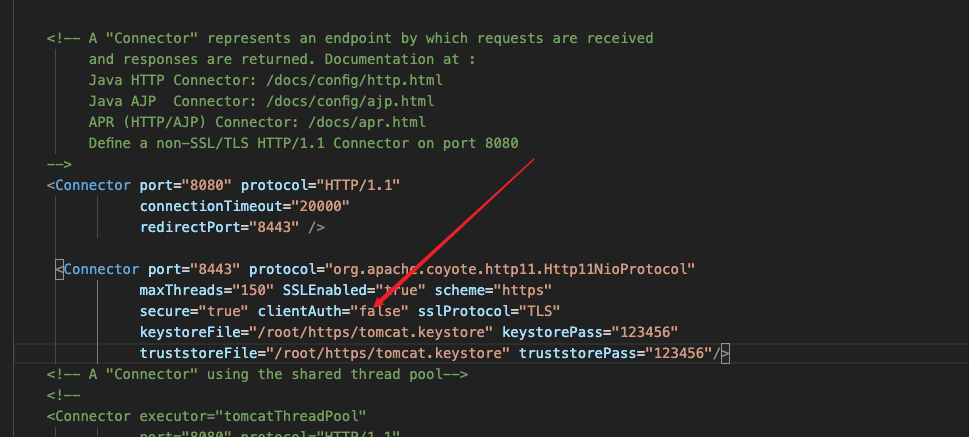 <!-- A "Connector" represents an endpoint by which requests are received
and responses are returned. Documentation at :
Java HTTP Connector: /docs/config/http.html
Java AJP  Connector: /docs/config/ajp.html
APR (HTTP/AJP) Connector: /docs/apr.html
Define a non-SSL/TLS HTTP/1.1 Connector on port 8080
-->
<Connector port="8080" protocol="HTTP/1.1"
connectionTimeout="20000"
redirectPort="8443" />
<Connector port="8443" protocol="org.apache.coyote.http11.Http11NioProtocol"
maxThreads="150" SSLEnabled="true" scheme="https"
secure="true" clientAuth="false" sslProtocol="TLS"
keystoreFile="/root/https/tomcat.keystore" keystorePass="123456"
truststoreFile="/root/https/tomcat.keystore" truststorePass="123456"/>
<!-- A "Connector" using the shared thread pool-->
<!--
<Connector executor="tomcatThreadPool"
port="8080" protocol="HTTP/1.1"